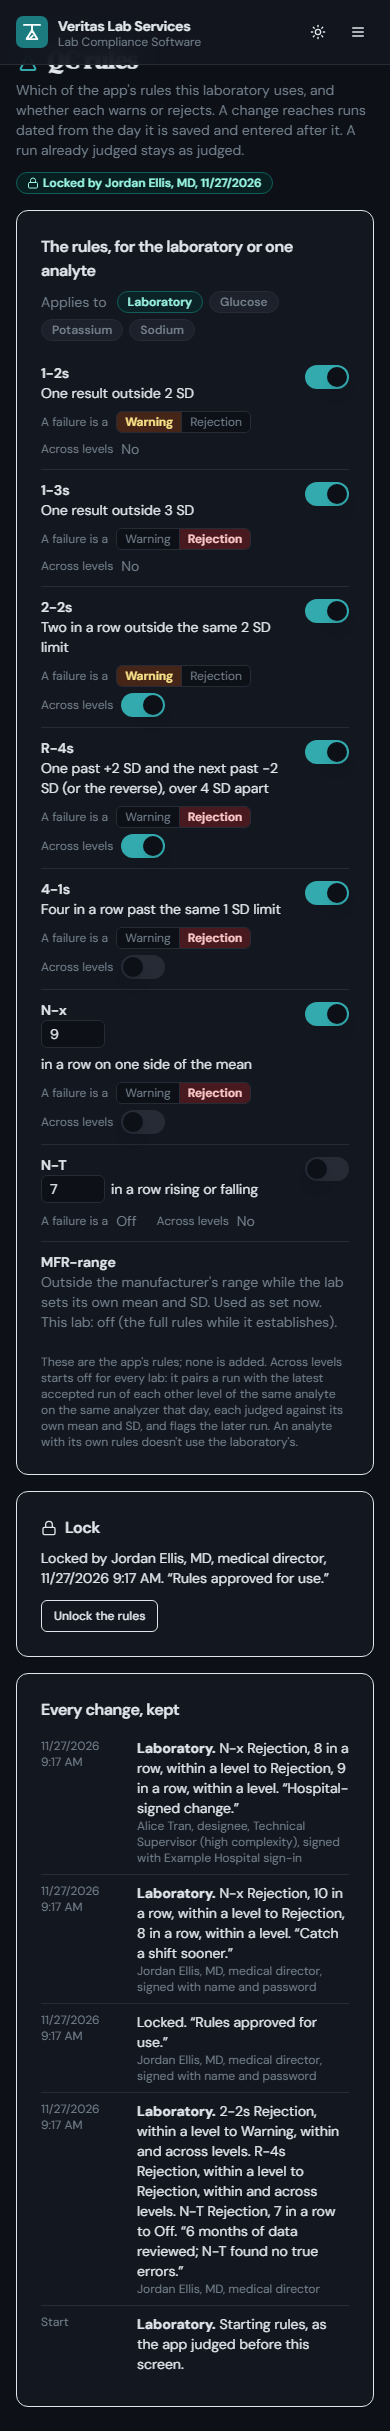 Veritas Lab Services
Lab Compliance Software
QC rules
Which of the app's rules this laboratory uses, and
whether each warns or rejects. A change reaches runs
dated from the day it is saved and entered after it. A
run already judged stays as judged.
Locked by Jordan Ellis, MD, 11/27/2026
The rules, for the laboratory or one
analyte
Applies to Laboratory Glucose
Potassium Sodium
1-2s
One result outside 2 SD
A failure is a Warning Rejection
Across levels No
1-3s
One result outside 3 SD
A failure is a Warning Rejection
Across levels No
2-2s
Two in a row outside the same 2 SD
limit
A failure is a Warning Rejection
Across levels
R-4s
One past +2 SD and the next past -2
SD (or the reverse), over 4 SD apart
A failure is a Warning Rejection
Across levels
4-1s
Four in a row past the same 1 SD limit
A failure is a Warning Rejection
Across levels
N-x
9
in a row on one side of the mean
A failure is a Warning Rejection
Across levels
N-T
7 in a row rising or falling
A failure is a Off Across levels No
MFR-range
Outside the manufacturer's range while the lab
sets its own mean and SD. Used as set now.
This lab: off (the full rules while it establishes).
These are the app's rules; none is added. Across levels
starts off for every lab: it pairs a run with the latest
accepted run of each other level of the same analyte
on the same analyzer that day, each judged against its
own mean and SD, and flags the later run. An analyte
with its own rules doesn't use the laboratory's.
Lock
Locked by Jordan Ellis, MD, medical director,
11/27/2026 9:17 AM. “Rules approved for use.”
Unlock the rules
Every change, kept
11/27/2026
9:17 AM
Laboratory. N-x Rejection, 8 in a
row, within a level to Rejection, 9
in a row, within a level. “Hospital-
signed change.”
Alice Tran, designee, Technical
Supervisor (high complexity), signed
with Example Hospital sign-in
11/27/2026
9:17 AM
Laboratory. N-x Rejection, 10 in
a row, within a level to Rejection,
8 in a row, within a level. “Catch
a shift sooner.”
Jordan Ellis, MD, medical director,
signed with name and password
11/27/2026
9:17 AM
Locked. “Rules approved for
use.”
Jordan Ellis, MD, medical director,
signed with name and password
11/27/2026
9:17 AM
Laboratory. 2-2s Rejection,
within a level to Warning, within
and across levels. R-4s
Rejection, within a level to
Rejection, within and across
levels. N-T Rejection, 7 in a row
to Off. “6 months of data
reviewed; N-T found no true
errors.”
Jordan Ellis, MD, medical director
Start
Laboratory. Starting rules, as
the app judged before this
screen.